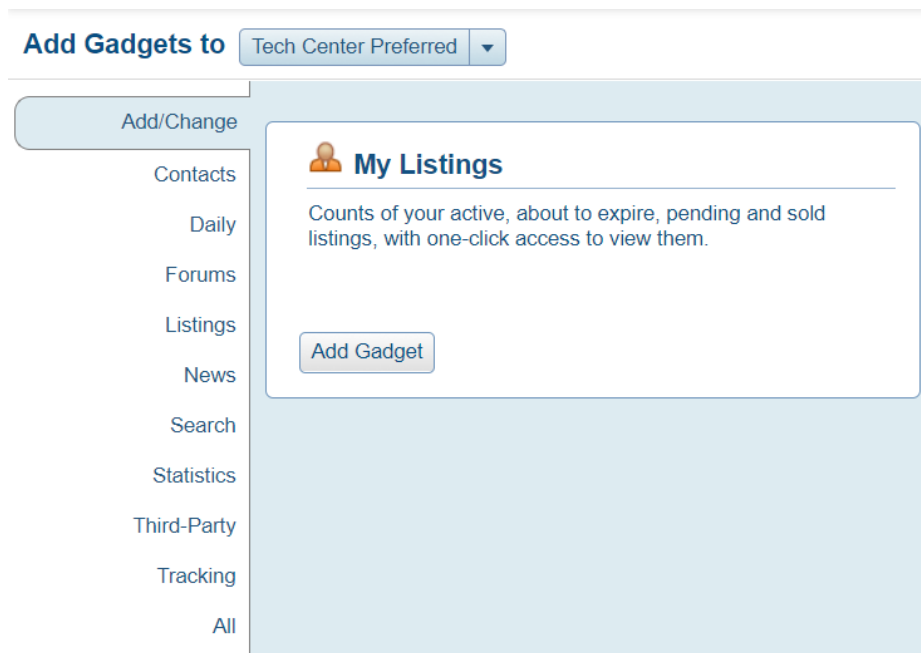 Add Gadgets to Tech Center Preferred
Add/Change
Contacts
Daily
Forums
Listings
News
Search
Statistics
Third-Party
Tracking
All
My Listings
Counts of your active, about to expire, pending and sold
listings, with one-click access to view them.
Add Gadget